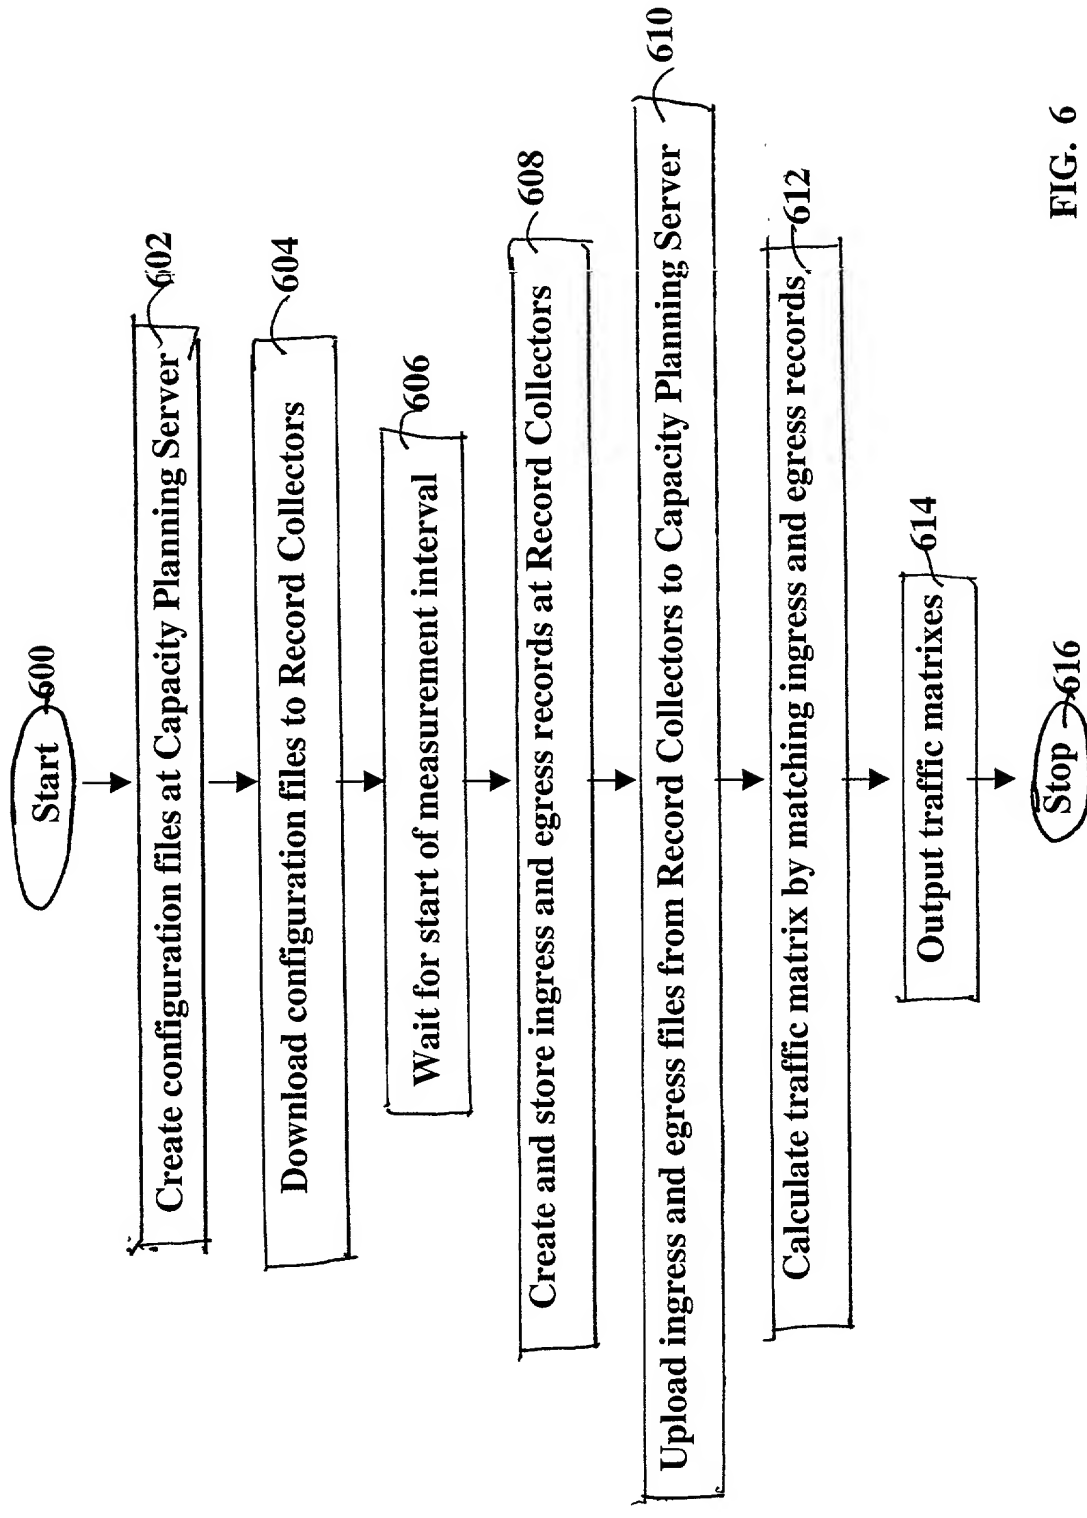 Start
600
Create configuration files at Capacity Planning Server
602
Download configuration files to Record Collectors
604
Wait for start of measurement interval
606
Create and store ingress and egress records at Record Collectors
608
Upload ingress and egress files from Record Collectors to Capacity Planning Server
610
Calculate traffic matrix by matching ingress and egress records
612
Output traffic matrixes
614
Stop
616
FIG. 6